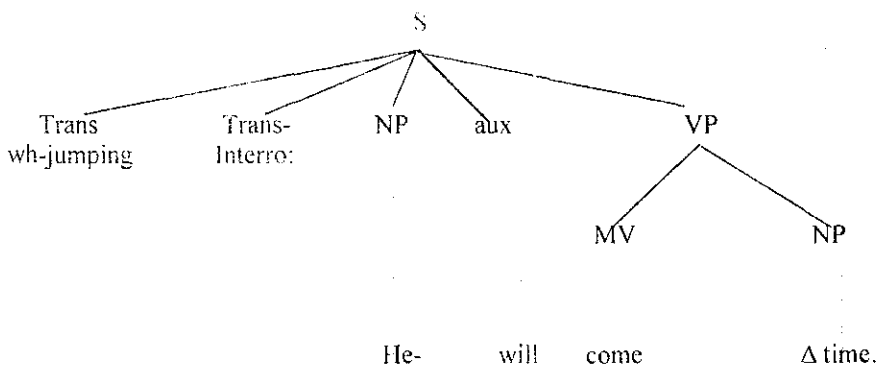 S
Trans Trans- NP aux VP
wh-jumping Interro:
MV NP
He- will come Δ time.